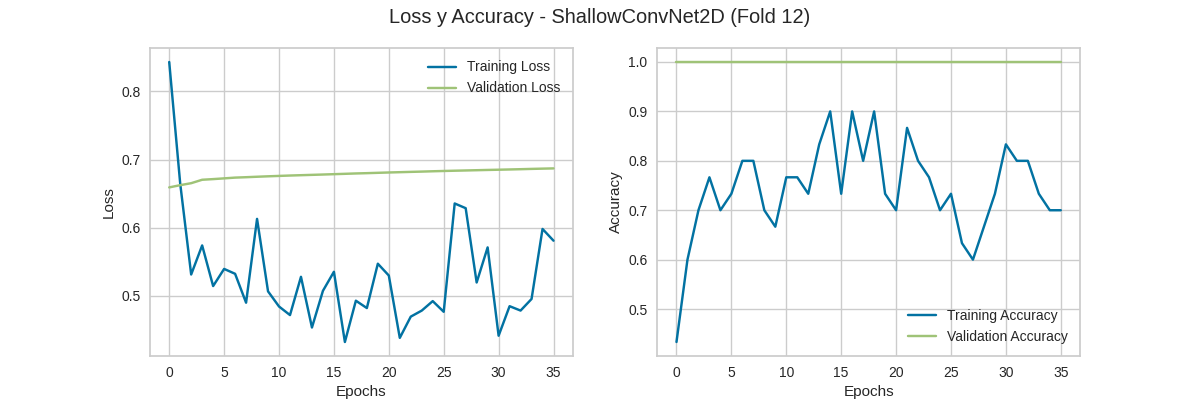 Loss y Accuracy - ShallowConvNet2D (Fold 12)
Training Loss
Validation Loss
0.8
0.7
0.6
0.5
Loss
0 5 10 15 20 25 30 35
Epochs
1.0
0.9
0.8
0.7
0.6
0.5
Accuracy
Training Accuracy
Validation Accuracy
0 5 10 15 20 25 30 35
Epochs